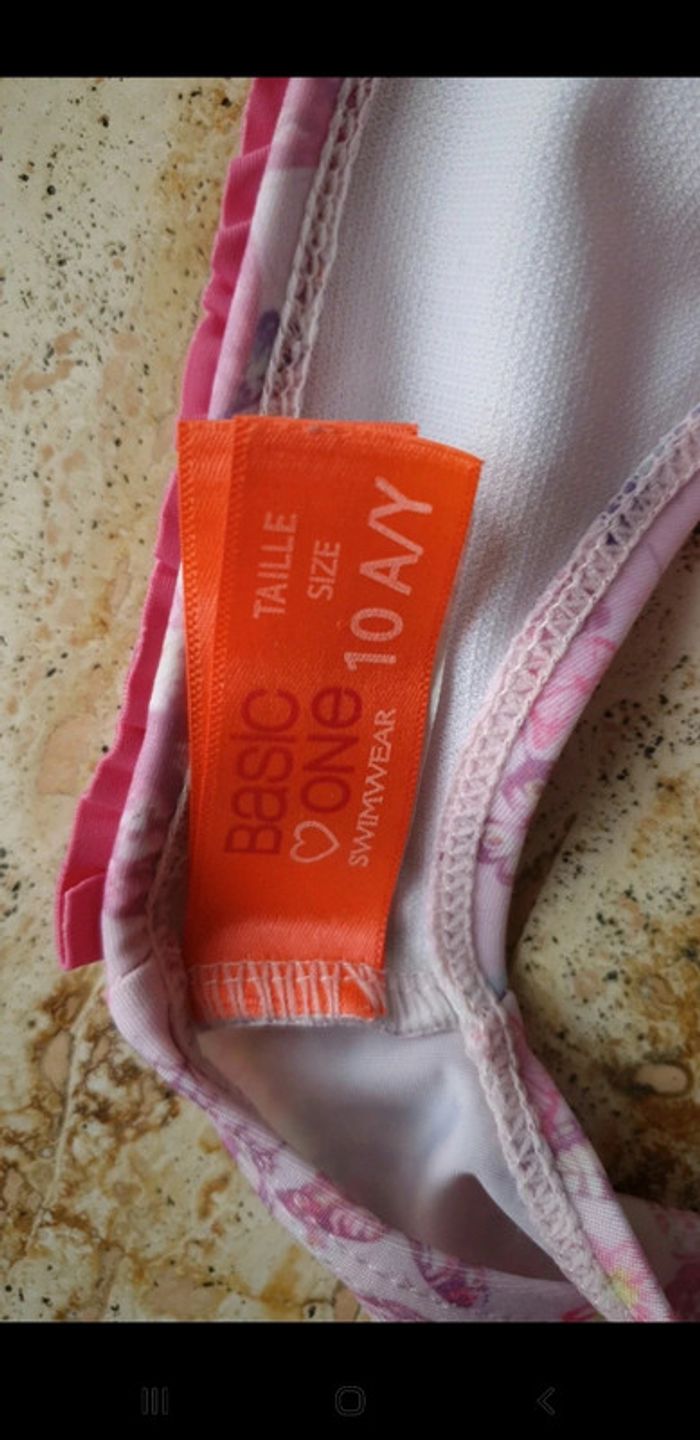 TAILLE
SIZE
10 A/Y
Basic
ONe
SWIMWEAR